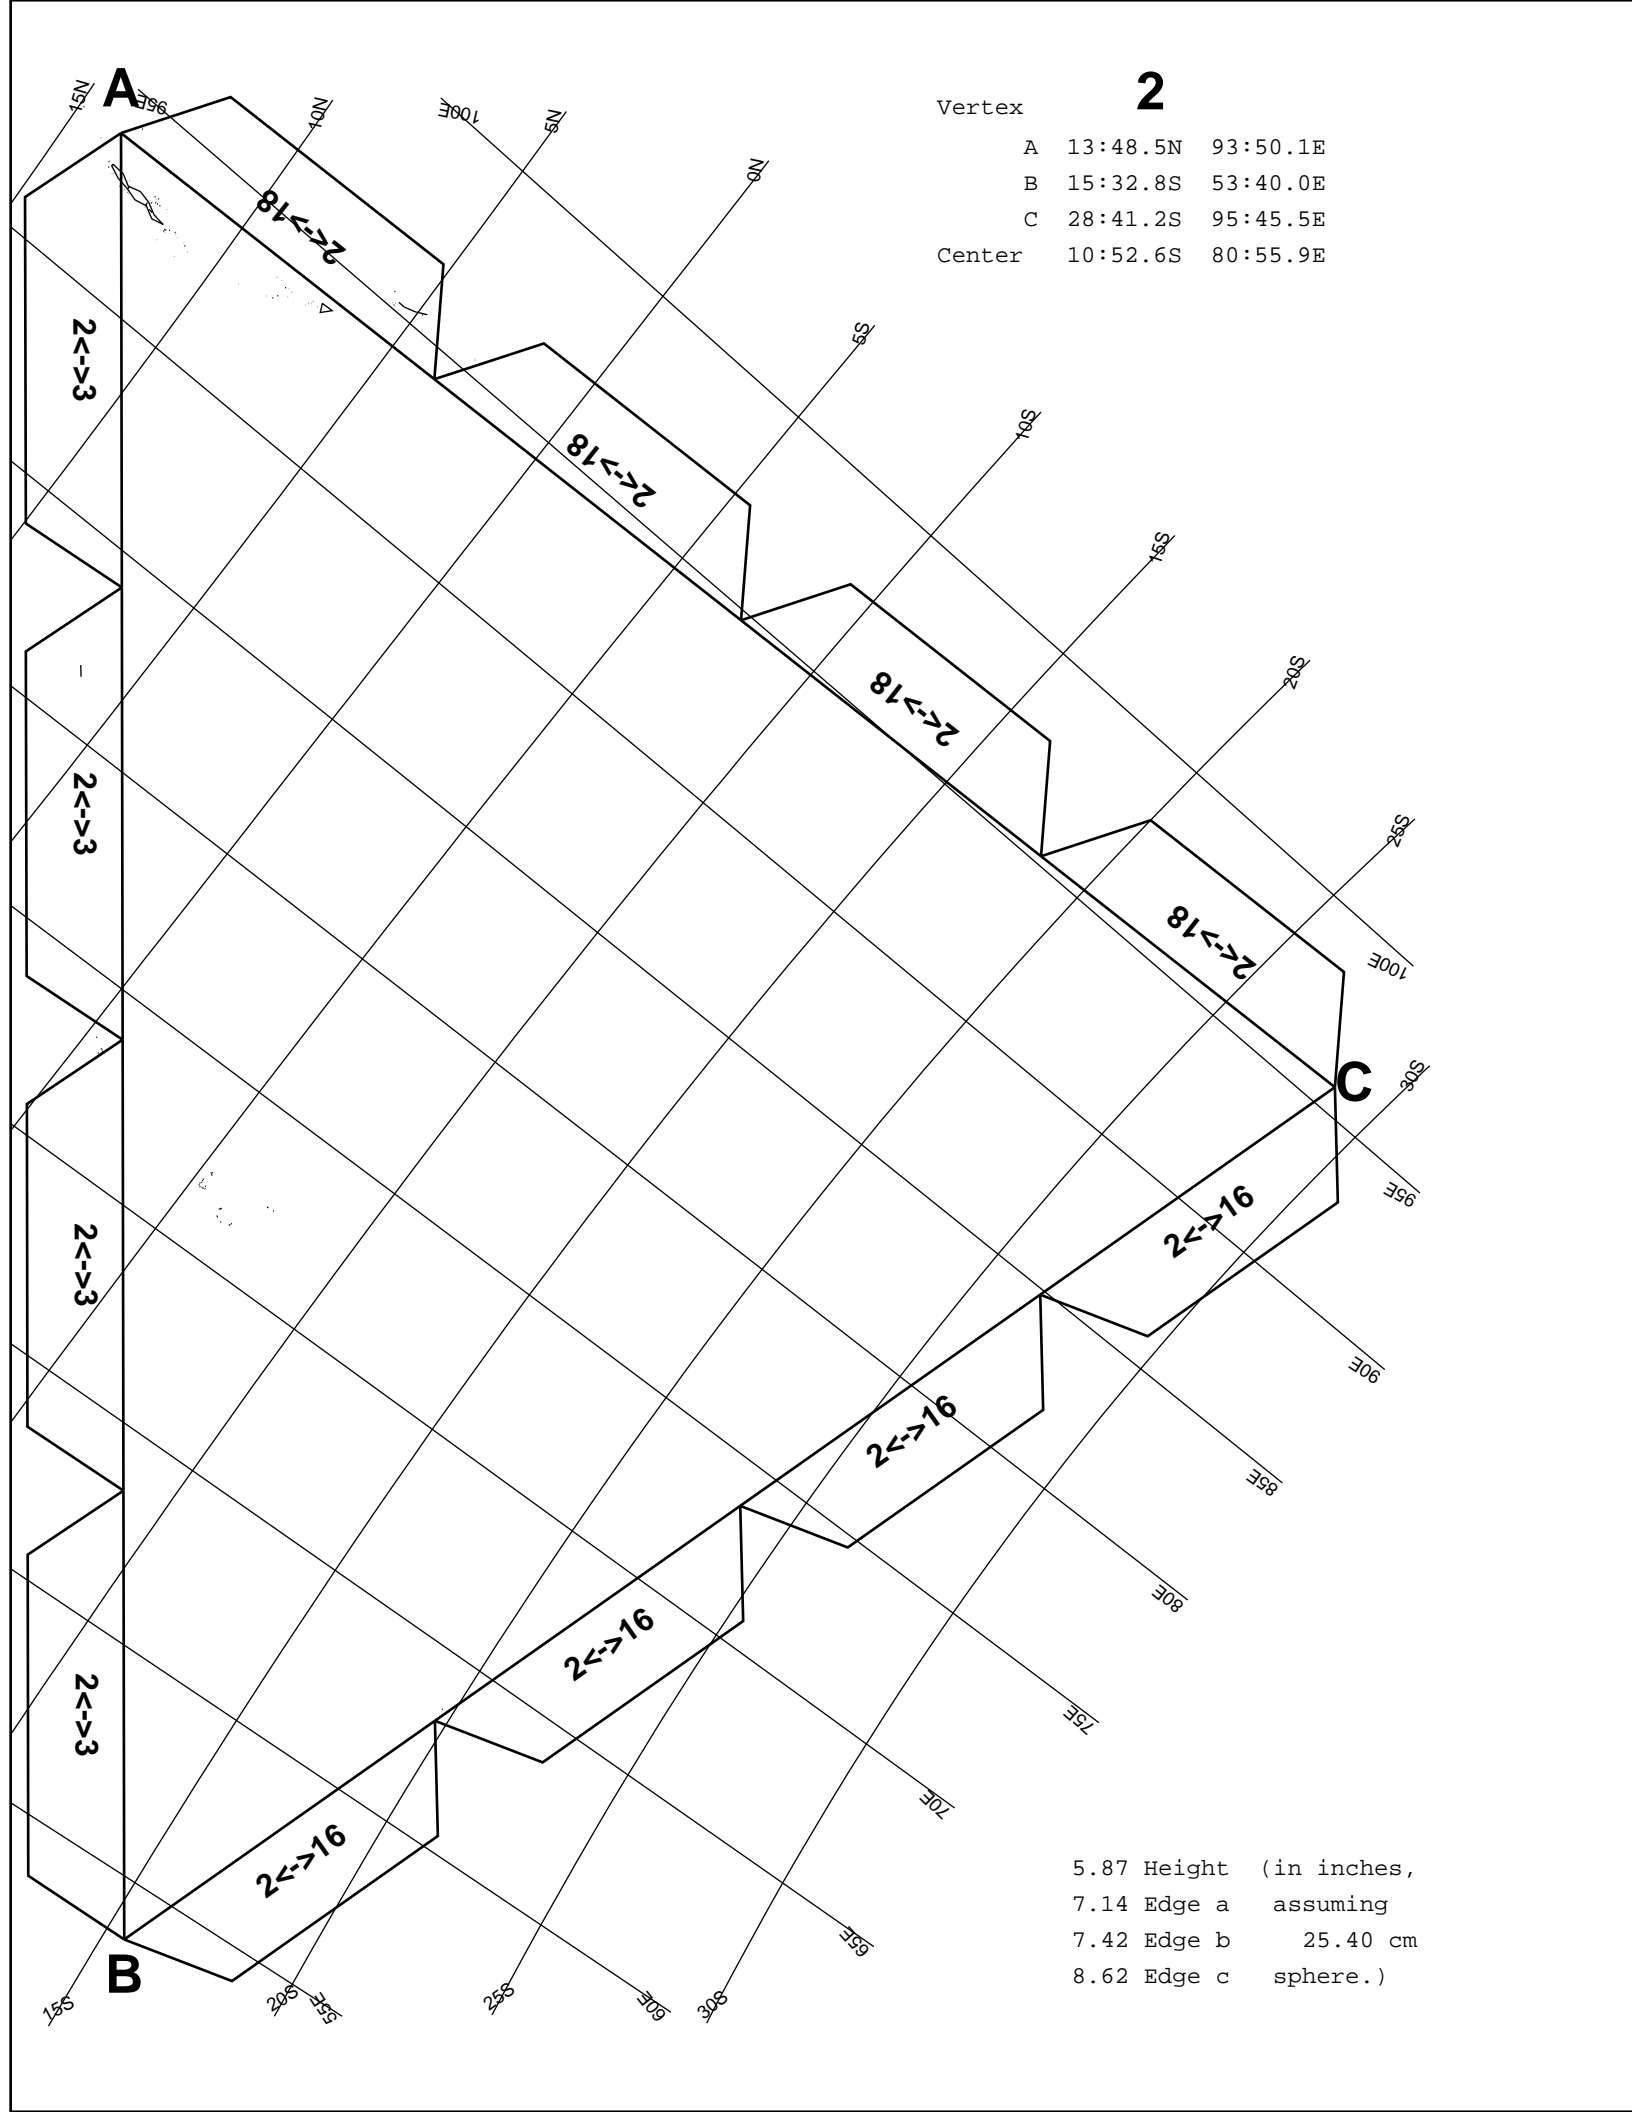 15N
A
95E
10N
100E
5N
0N
2
Vertex
A 13:48.5N 93:50.1E
B 15:32.8S 53:40.0E
C 28:41.2S 95:45.5E
Center 10:52.6S 80:55.9E
2<->18
5S
2<->3
10S
2<->18
15S
20S
2<->18
2<->3
25S
2<->18
100E
30S
C
95E
2<->16
2<->3
90E
2<->16
85E
80E
2<->16
2<->3
75E
70E
2<->16
65E
B
15S
20S
55E
25S
60E
30S
5.87 Height (in inches,
7.14 Edge a assuming
7.42 Edge b 25.40 cm
8.62 Edge c sphere.)